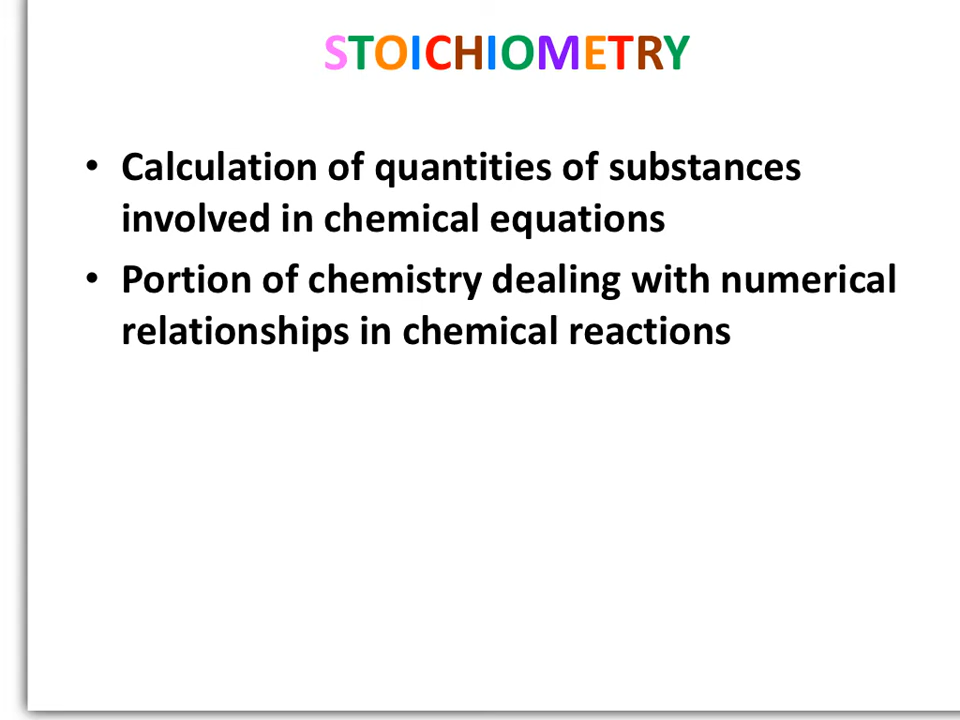 STOICHIOMETRY
• Calculation of quantities of substances
involved in chemical equations
• Portion of chemistry dealing with numerical
relationships in chemical reactions